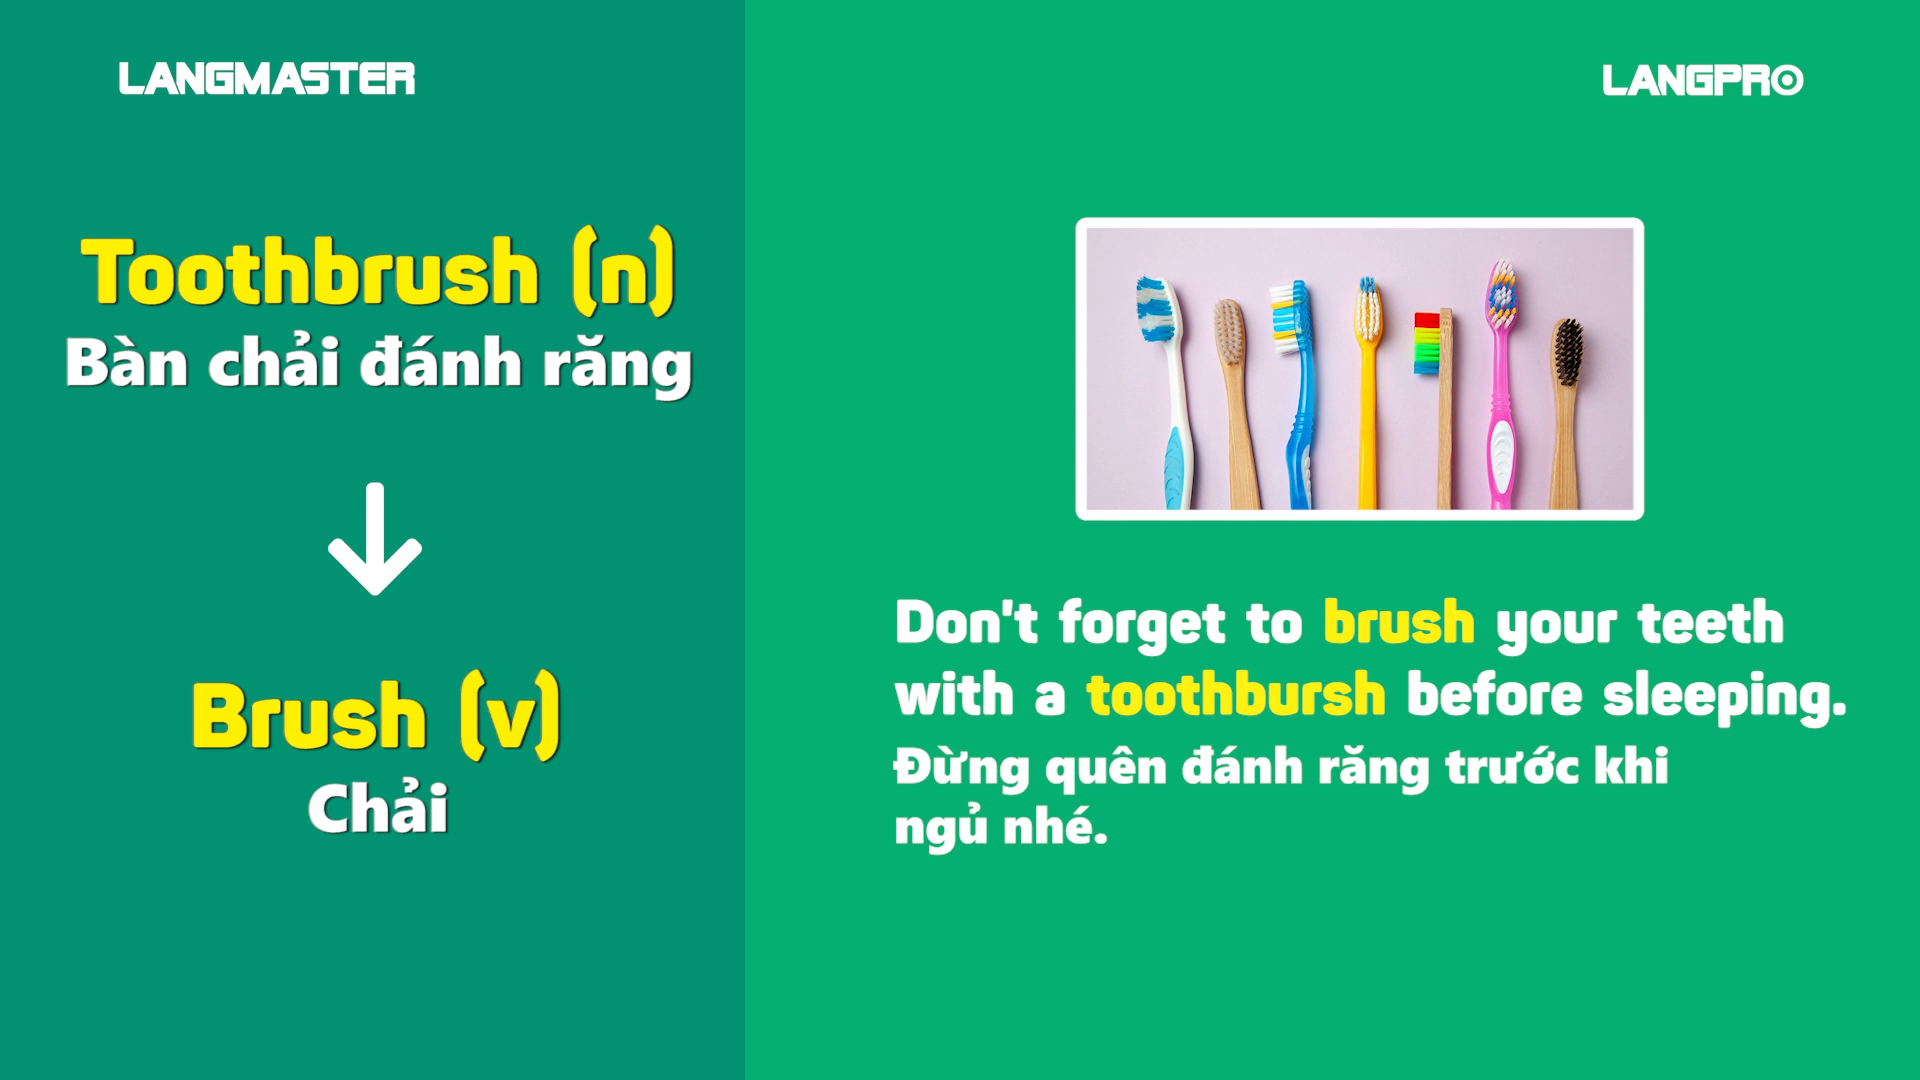 LANGMASTER
LANGPRO
Toothbrush (n)
Bàn chải đánh răng
Brush (v)
Chải
Don't forget to brush your teeth
with a toothbursh before sleeping.
Đừng quên đánh răng trước khi
ngủ nhé.